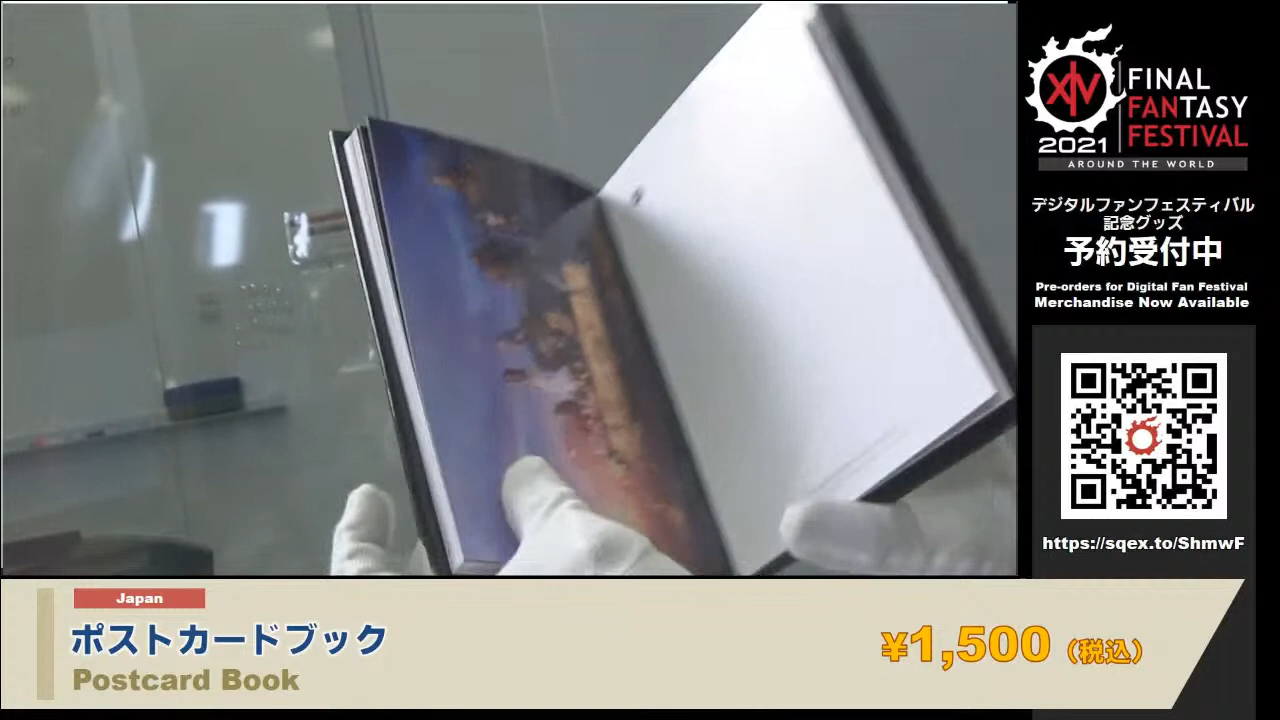 XIV
FINAL
FANTASY
FESTIVAL
2021
AROUND THE WORLD
デジタルファンフェスティバル
記念グッズ
予約受付中
Pre-orders for Digital Fan Festival
Merchandise Now Available
https://sqex.to/ShmwF
Japan
ポストカードブック
Postcard Book
¥1,500（税込）